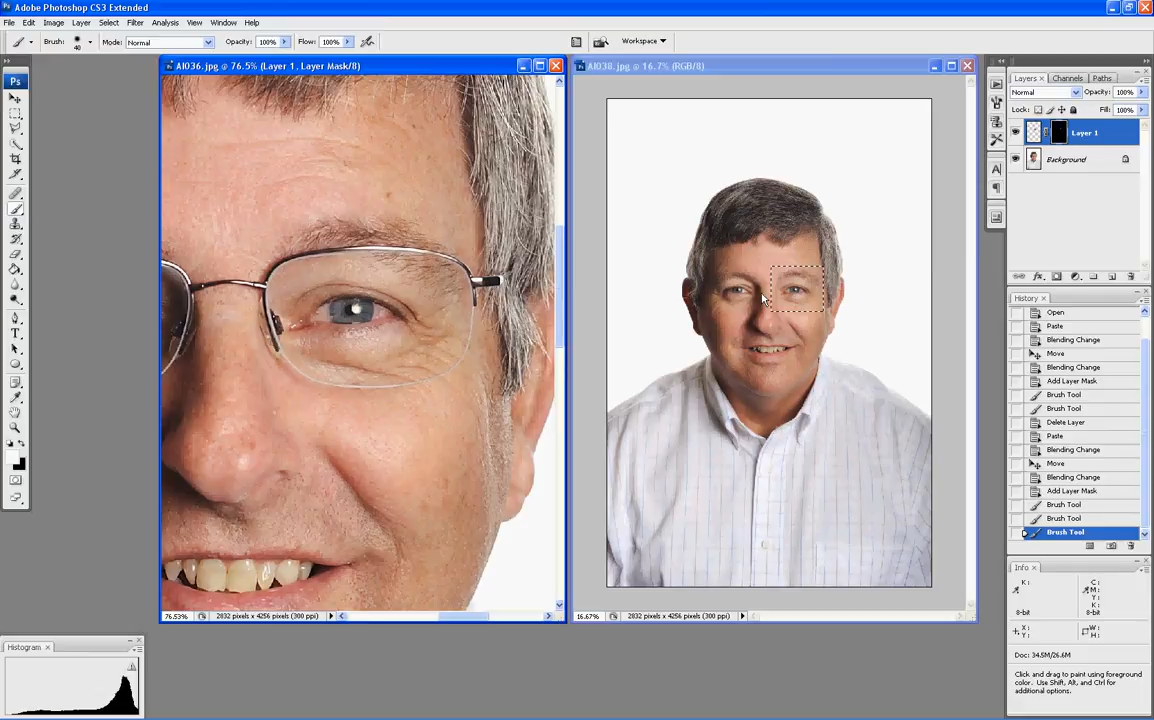 Adobe Photoshop CS3 Extended
File Edit Image Layer Select Analysis Filter View Window Help
Brush: 40 Mode: Normal Opacity: 100% Flow: 100% Workspace
AI036.jpg @ 76.5% (Layer 1, Layer Mask/8)
AI038.jpg @ 16.7% (RGB/8)
Ps
Layers Channels Paths
Normal Opacity: 100%
Lock: Fill: 100%
Layer 1
Background
History
Open
Paste
Blending Change
Move
Blending Change
Add Layer Mask
Brush Tool
Brush Tool
Delete Layer
Paste
Blending Change
Move
Blending Change
Add Layer Mask
Brush Tool
Brush Tool
Brush Tool
Info
K: C:
M:
Y:
K:
8-bit 8-bit
X: W:
Y: H:
Doc: 34.5M/26.6M
Click and drag to paint using foreground
color. Use Shift, Alt, and Ctrl for
additional options.
76.53% 2832 pixels x 4256 pixels (300 ppi)
16.67% 2832 pixels x 4256 pixels (300 ppi)
Histogram